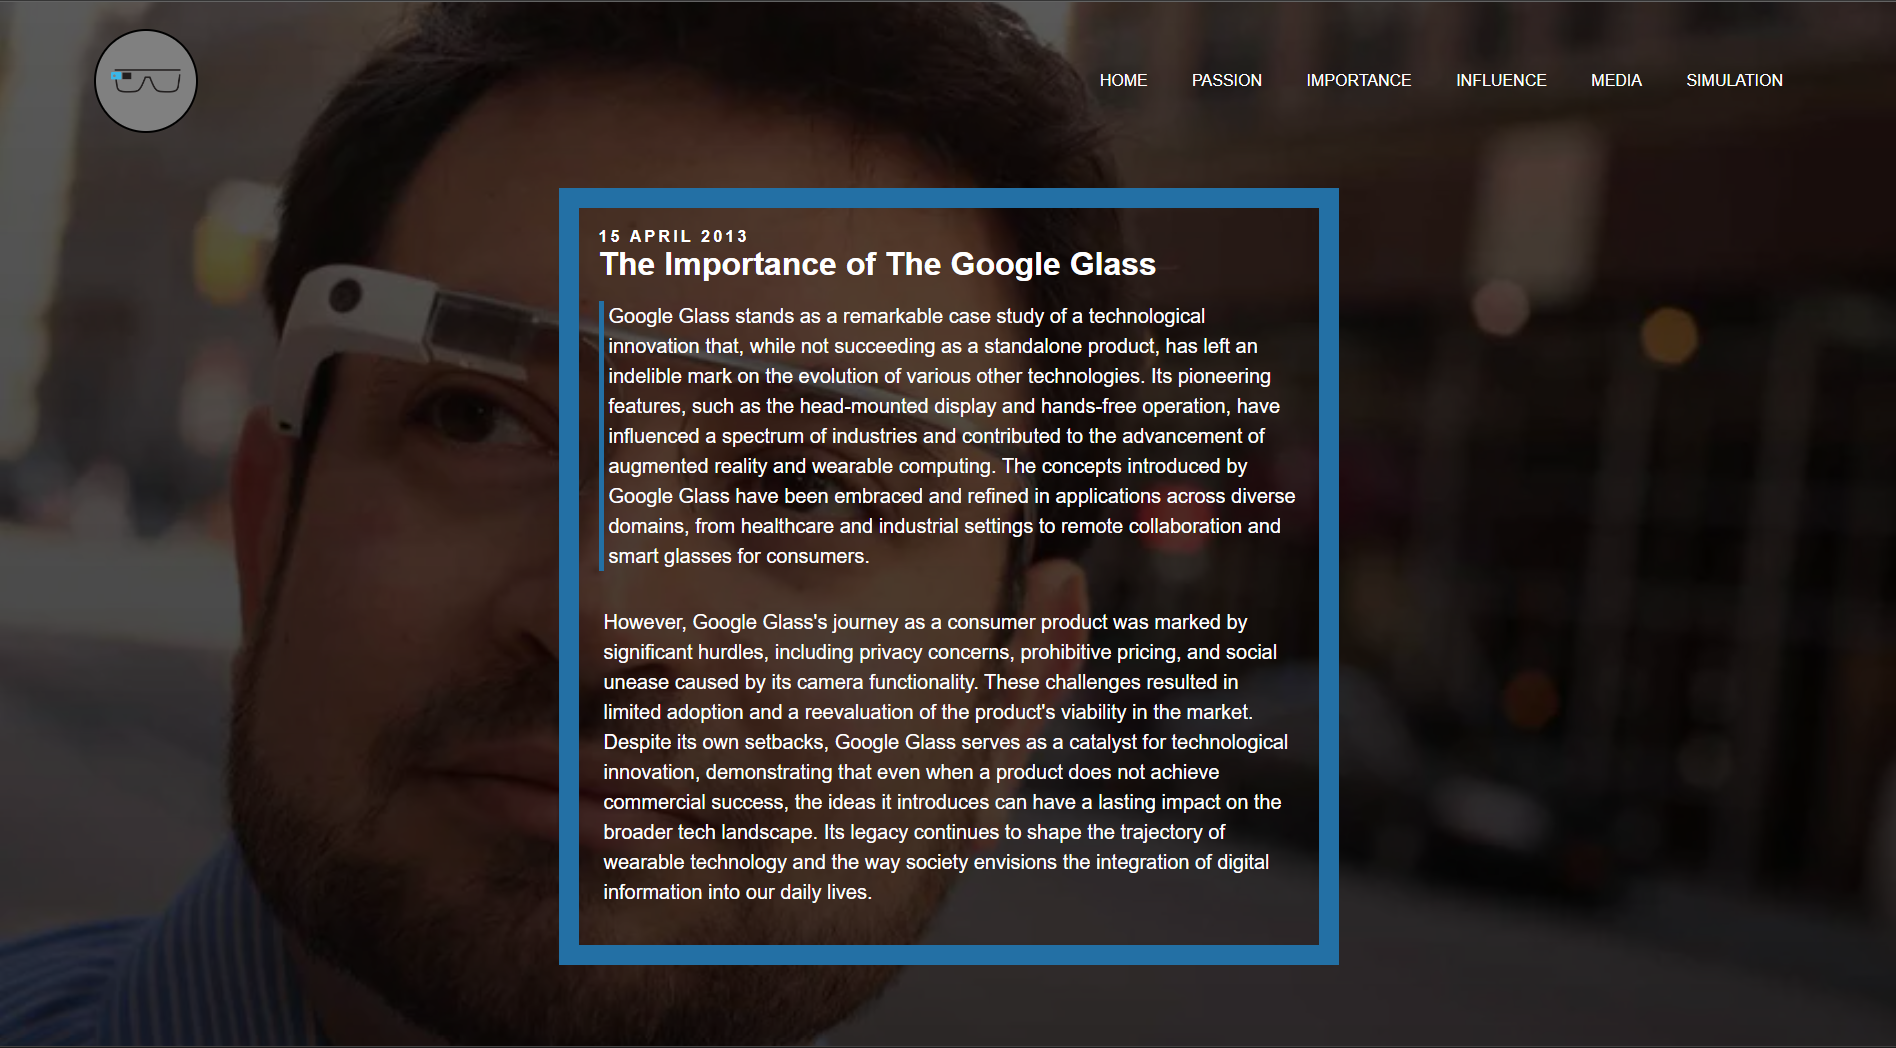 HOME PASSION IMPORTANCE INFLUENCE MEDIA SIMULATION
15 APRIL 2013
The Importance of The Google Glass
Google Glass stands as a remarkable case study of a technological
innovation that, while not succeeding as a standalone product, has left an
indelible mark on the evolution of various other technologies. Its pioneering
features, such as the head-mounted display and hands-free operation, have
influenced a spectrum of industries and contributed to the advancement of
augmented reality and wearable computing. The concepts introduced by
Google Glass have been embraced and refined in applications across diverse
domains, from healthcare and industrial settings to remote collaboration and
smart glasses for consumers.
However, Google Glass's journey as a consumer product was marked by
significant hurdles, including privacy concerns, prohibitive pricing, and social
unease caused by its camera functionality. These challenges resulted in
limited adoption and a reevaluation of the product's viability in the market.
Despite its own setbacks, Google Glass serves as a catalyst for technological
innovation, demonstrating that even when a product does not achieve
commercial success, the ideas it introduces can have a lasting impact on the
broader tech landscape. Its legacy continues to shape the trajectory of
wearable technology and the way society envisions the integration of digital
information into our daily lives.